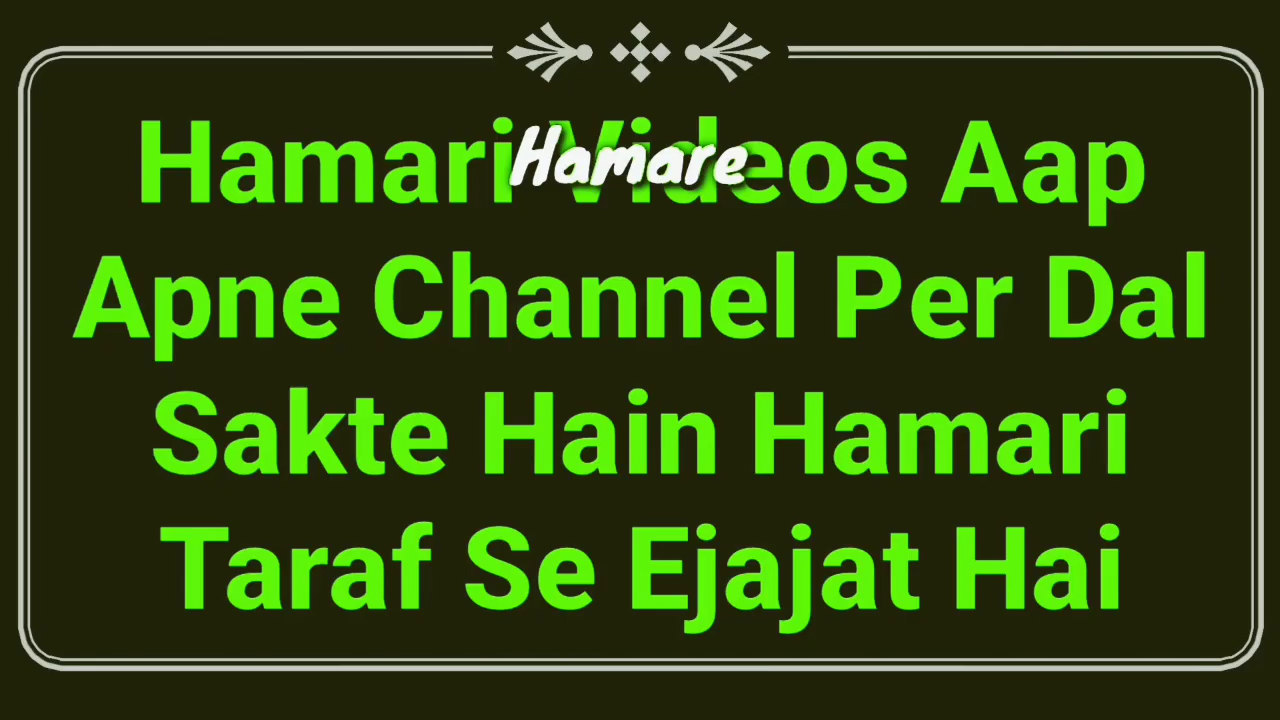 Hamari Videos Aap
Hamare
Apne Channel Per Dal
Sakte Hain Hamari
Taraf Se Ejajat Hai